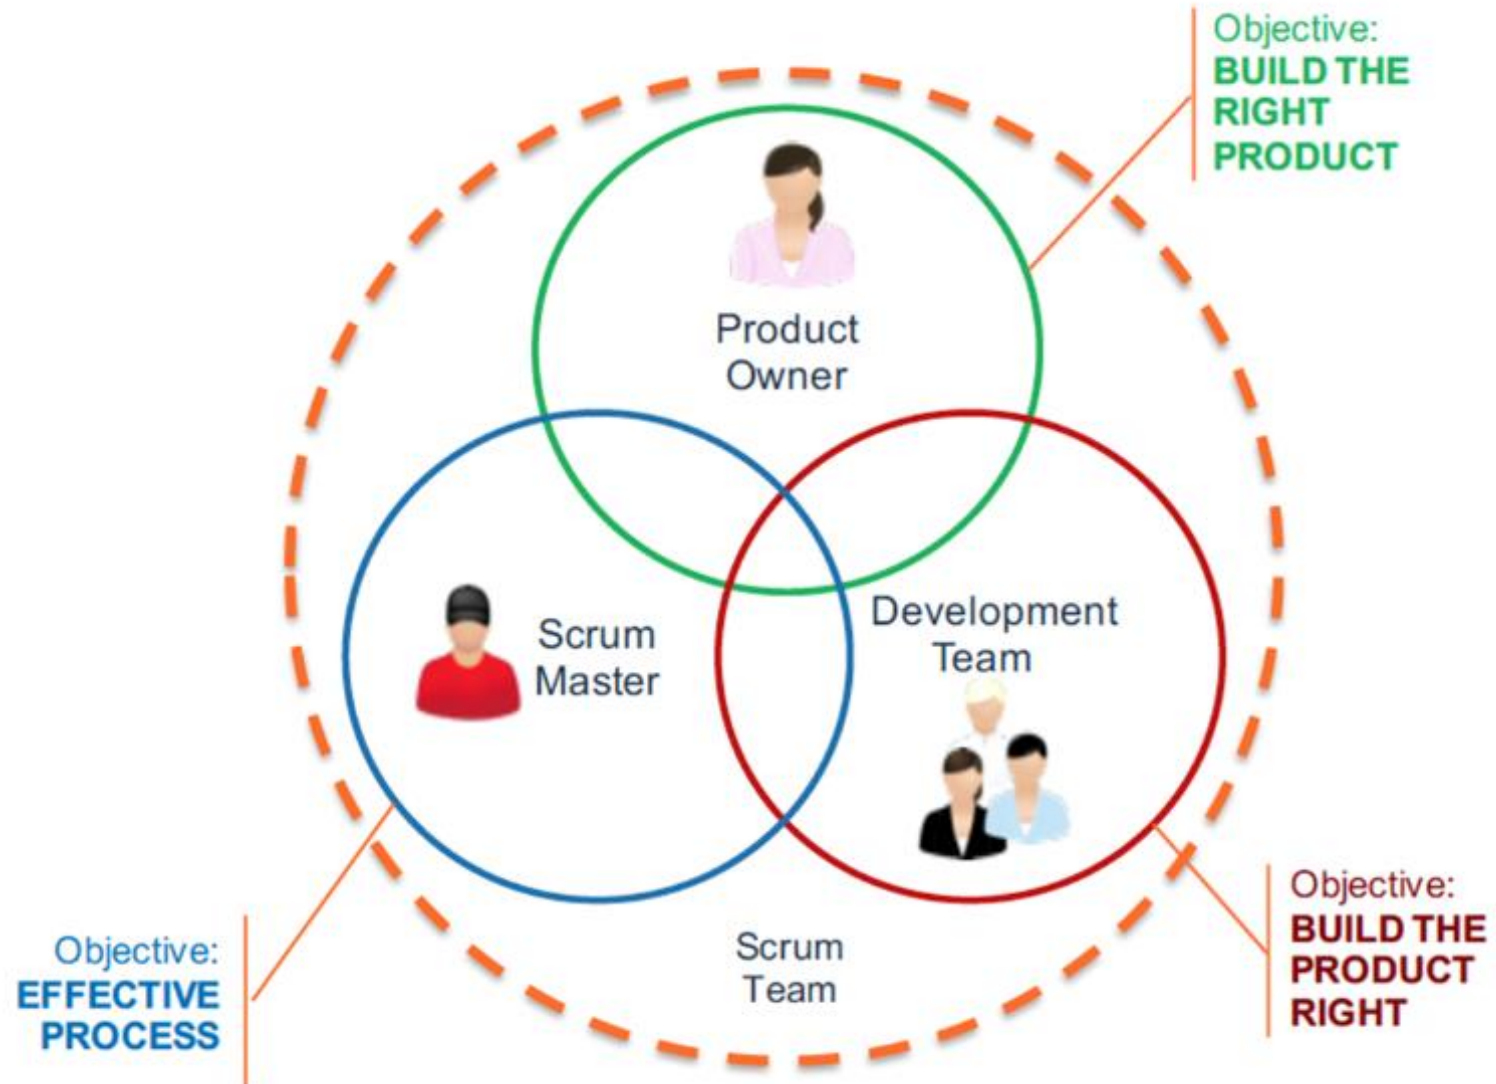 Objective:
BUILD THE
RIGHT
PRODUCT
Product
Owner
Scrum
Master
Development
Team
Objective:
BUILD THE
PRODUCT
RIGHT
Scrum
Team
Objective:
EFFECTIVE
PROCESS